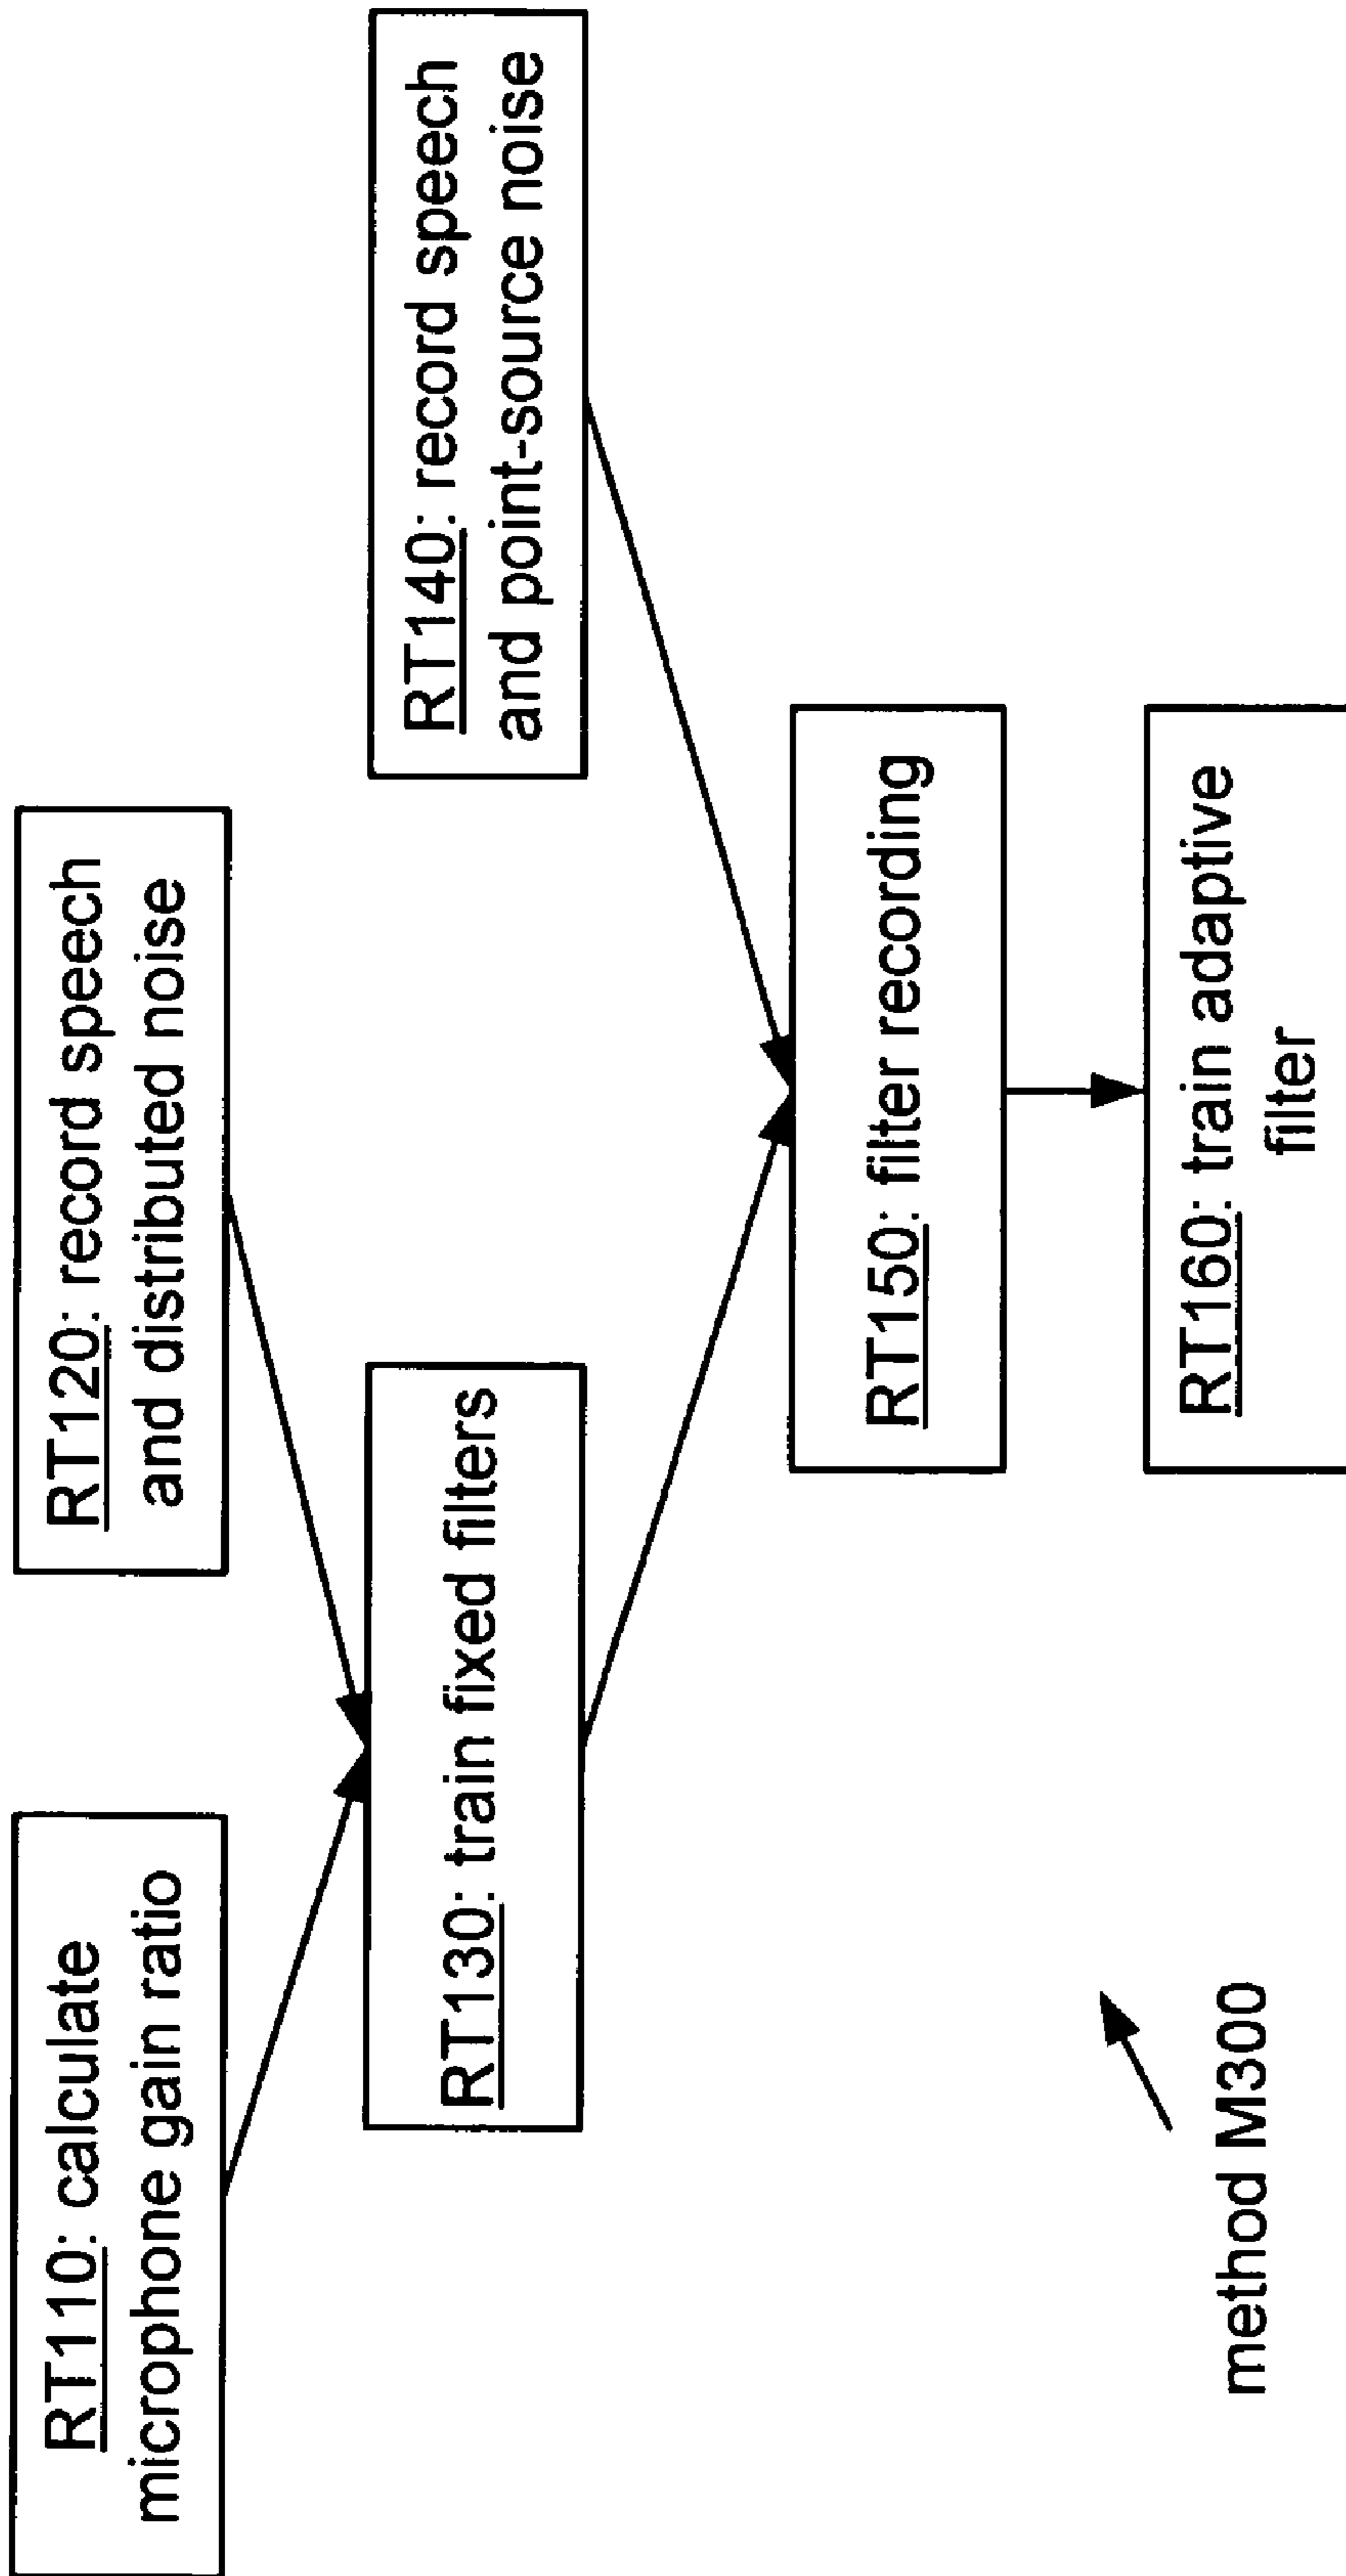 RT110: calculate
microphone gain ratio
RT120: record speech
and distributed noise
RT130: train fixed filters
RT140: record speech
and point-source noise
RT150: filter recording
RT160: train adaptive
filter
method M300